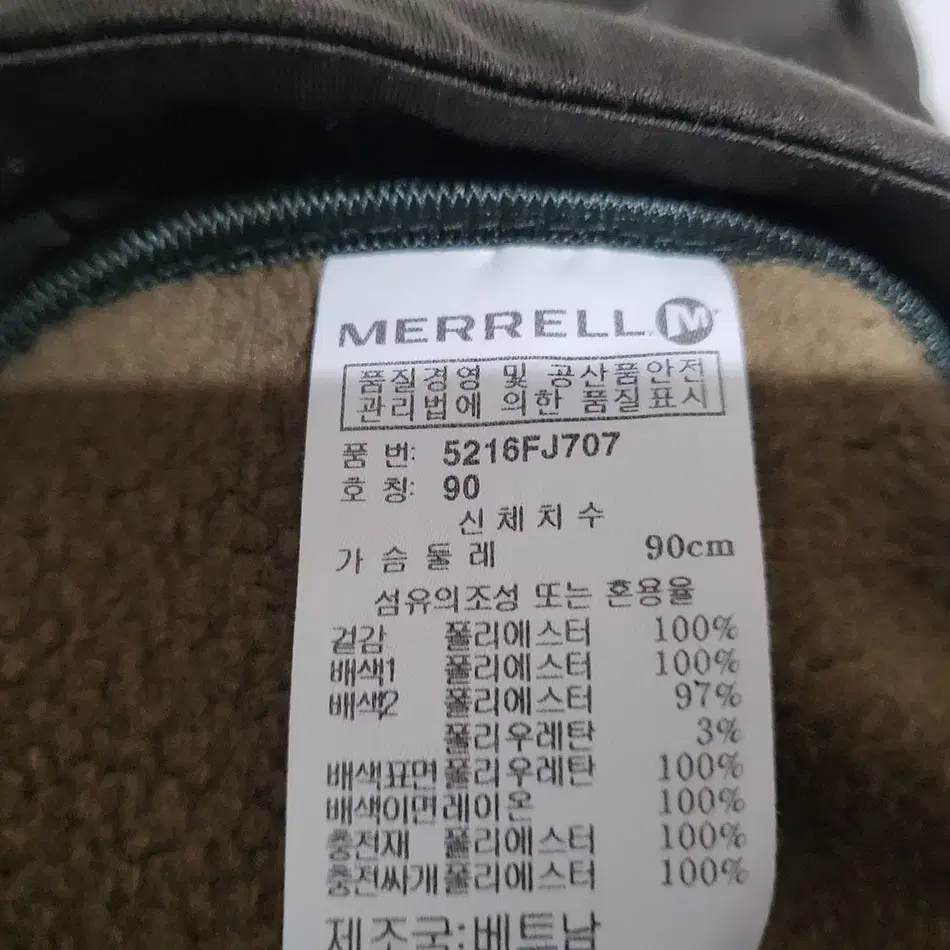 MERRELL M
품질경영 및 공산품안전
관리법에 의한 품질표시
품 번: 5216FJ707
호 칭: 90
신 체 치 수
가 슴 둘 레 90cm
섬유의조성 또는 혼용율
겉감 폴리에스터 100%
배색1 폴리에스터 100%
배색2 폴리에스터 97%
폴리우레탄 3%
배색표면 폴리우레탄 100%
배색이면 레이온 100%
충전재 폴리에스터 100%
충전싸개 폴리에스터 100%
제조국:베트남